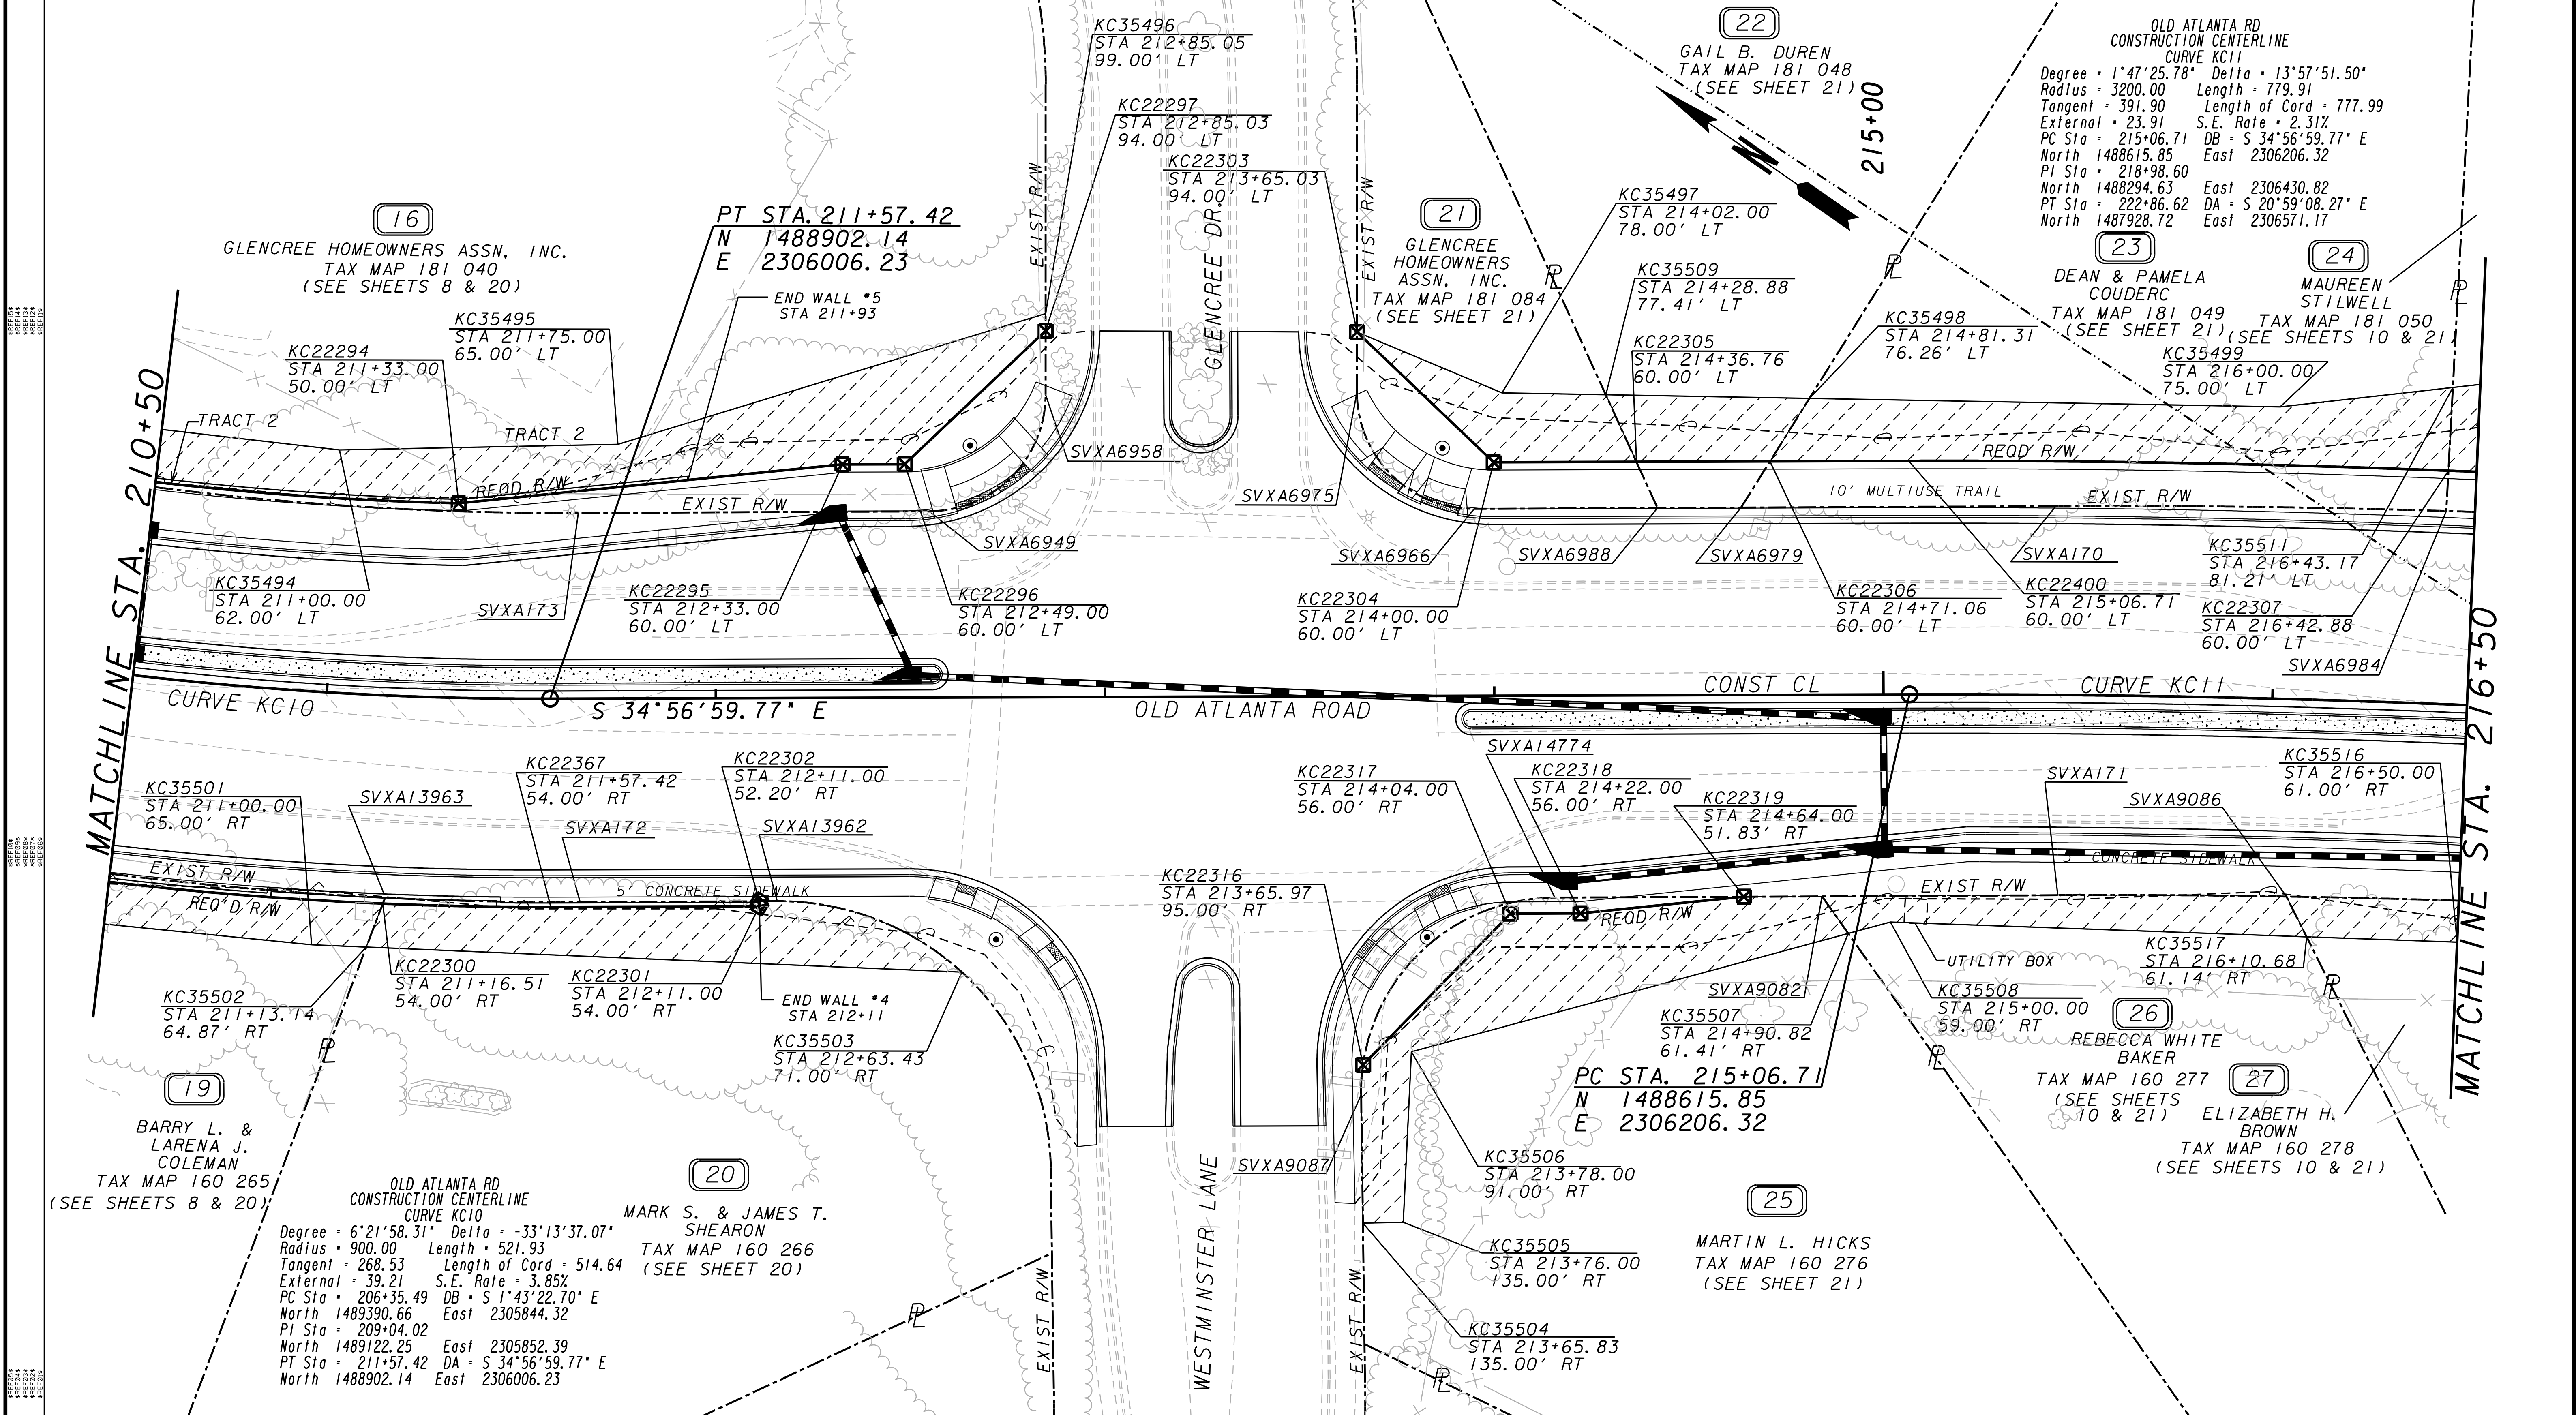 KC35496
STA 212+85.05
99.00' LT
KC22297
STA 212+85.03
94.00' LT
KC22303
STA 213+65.03
94.00' LT
EXIST R/W
EXIST R/W
GLENCREE DR.
22
GAIL B. DUREN
TAX MAP 181 048
(SEE SHEET 21)
N
215+00
OLD ATLANTA RD
CONSTRUCTION CENTERLINE
CURVE KC11
Degree = 1°47'25.78" Delta = 13°57'51.50"
Radius = 3200.00 Length = 779.91
Tangent = 391.90 Length of Cord = 777.99
External = 23.91 S.E. Rate = 2.31%
PC Sta = 215+06.71 DB = S 34°56'59.77" E
North 1488615.85 East 2306206.32
PI Sta = 218+98.60
North 1488294.63 East 2306430.82
PT Sta = 222+86.62 DA = S 20°59'08.27" E
North 1487928.72 East 2306571.17
16
GLENCREE HOMEOWNERS ASSN, INC.
TAX MAP 181 040
(SEE SHEETS 8 & 20)
PT STA. 211+57.42
N 1488902.14
E 2306006.23
END WALL #5
STA 211+93
21
GLENCREE
HOMEOWNERS
ASSN, INC.
TAX MAP 181 084
(SEE SHEET 21)
KC35497
STA 214+02.00
78.00' LT
KC35509
STA 214+28.88
77.41' LT
KC22305
STA 214+36.76
60.00' LT
KC35498
STA 214+81.31
76.26' LT
23
DEAN & PAMELA
COUDERC
TAX MAP 181 049
(SEE SHEET 21)
24
MAUREEN
STILWELL
TAX MAP 181 050
(SEE SHEETS 10 & 21)
KC35499
STA 216+00.00
75.00' LT
PL
PL
PL
KC35495
STA 211+75.00
65.00' LT
KC22294
STA 211+33.00
50.00' LT
MATCHLINE STA. 210+50
TRACT 2
TRACT 2
REQD R/W
EXIST R/W
SVXA6958
SVXA6975
SVXA6949
SVXA6966
SVXA6988
SVXA6979
SVXA170
REQD R/W
10' MULTIUSE TRAIL
EXIST R/W
KC35494
STA 211+00.00
62.00' LT
SVXA173
KC22295
STA 212+33.00
60.00' LT
KC22296
STA 212+49.00
60.00' LT
KC22304
STA 214+00.00
60.00' LT
KC22306
STA 214+71.06
60.00' LT
KC22400
STA 215+06.71
60.00' LT
KC35511
STA 216+43.17
81.21' LT
KC22307
STA 216+42.88
60.00' LT
SVXA6984
MATCHLINE STA. 216+50
CURVE KC10
S 34°56'59.77" E
OLD ATLANTA ROAD
CONST CL
CURVE KC11
KC35501
STA 211+00.00
65.00' RT
SVXA13963
KC22367
STA 211+57.42
54.00' RT
SVXA172
KC22302
STA 212+11.00
52.20' RT
SVXA13962
KC22317
STA 214+04.00
56.00' RT
SVXA14774
KC22318
STA 214+22.00
56.00' RT
KC22319
STA 214+64.00
51.83' RT
SVXA171
SVXA9086
KC35516
STA 216+50.00
61.00' RT
EXIST R/W
REQ'D R/W
5' CONCRETE SIDEWALK
KC22316
STA 213+65.97
95.00' RT
REQD R/W
5' CONCRETE SIDEWALK
EXIST R/W
KC35502
STA 211+13.14
64.87' RT
KC22300
STA 211+16.51
54.00' RT
KC22301
STA 212+11.00
54.00' RT
END WALL #4
STA 212+11
KC35503
STA 212+63.43
71.00' RT
SVXA9082
KC35507
STA 214+90.82
61.41' RT
UTILITY BOX
KC35508
STA 215+00.00
59.00' RT
KC35517
STA 216+10.68
61.14' RT
PL
PL
PL
PC STA. 215+06.71
N 1488615.85
E 2306206.32
26
REBECCA WHITE
BAKER
TAX MAP 160 277
(SEE SHEETS
10 & 21)
27
ELIZABETH H.
BROWN
TAX MAP 160 278
(SEE SHEETS 10 & 21)
19
BARRY L. &
LARENA J.
COLEMAN
TAX MAP 160 265
(SEE SHEETS 8 & 20)
OLD ATLANTA RD
CONSTRUCTION CENTERLINE
CURVE KC10
Degree = 6°21'58.31" Delta = -33°13'37.07"
Radius = 900.00 Length = 521.93
Tangent = 268.53 Length of Cord = 514.64
External = 39.21 S.E. Rate = 3.85%
PC Sta = 206+35.49 DB = S 1°43'22.70" E
North 1489390.66 East 2305844.32
PI Sta = 209+04.02
North 1489122.25 East 2305852.39
PT Sta = 211+57.42 DA = S 34°56'59.77" E
North 1488902.14 East 2306006.23
20
MARK S. & JAMES T.
SHEARON
TAX MAP 160 266
(SEE SHEET 20)
PL
EXIST R/W
WESTMINSTER LANE
EXIST R/W
SVXA9087
KC35506
STA 213+78.00
91.00' RT
KC35505
STA 213+76.00
135.00' RT
KC35504
STA 213+65.83
135.00' RT
PL
25
MARTIN L. HICKS
TAX MAP 160 276
(SEE SHEET 21)